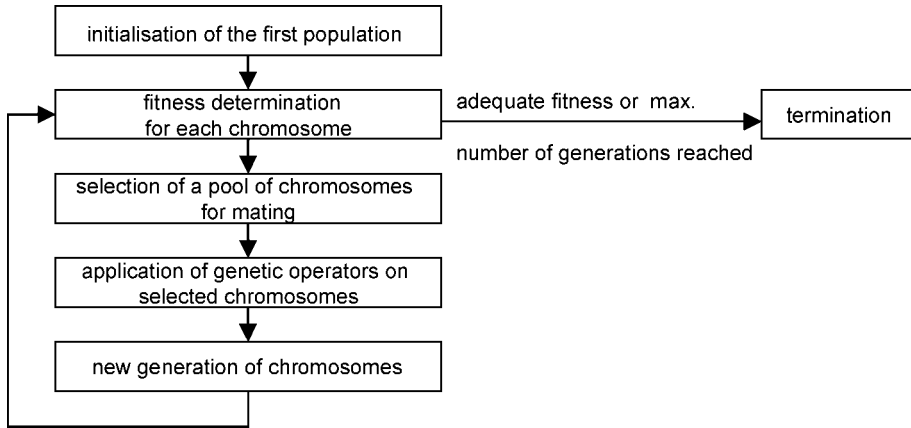 initialisation of the first population
fitness determination
for each chromosome
adequate fitness or max.
number of generations reached
termination
selection of a pool of chromosomes
for mating
application of genetic operators on
selected chromosomes
new generation of chromosomes